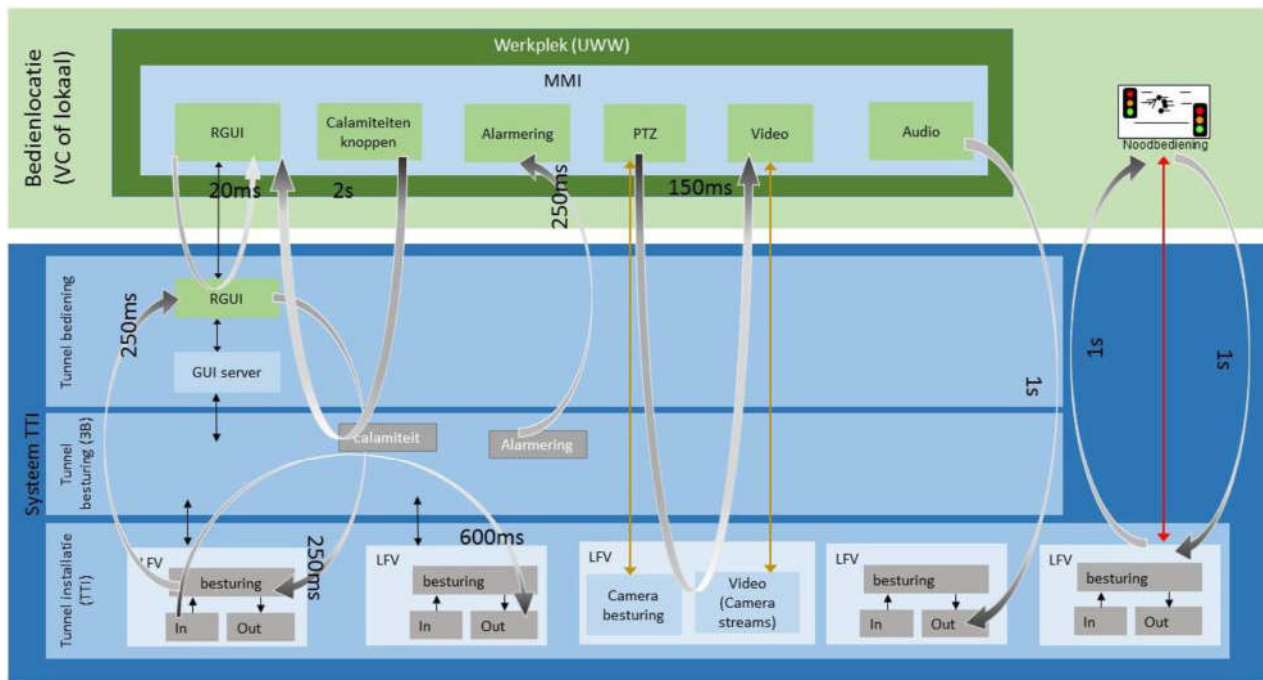 Bedienlocatie
(VC of lokaal)
Werkplek (UWW)
MMI
RGUI
Calamiteiten
knoppen
Alarmering
PTZ
Video
Audio
Noodbediening
20ms
2s
250ms
150ms
Systeem TTI
Tunnel bediening
RGUI
250ms
GUI server
1s
1s
1s
Tunnel
besturing (3B)
calamiteit
Alarmering
Tunnel installatie
(TTI)
LFV
besturing
In
Out
250ms
LFV
600ms
besturing
In
Out
LFV
Camera
besturing
Video
(Camera
streams)
LFV
besturing
In
Out
LFV
besturing
In
Out